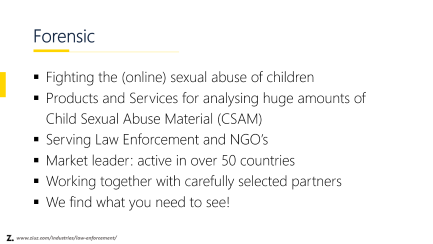 Forensic
▪ Fighting the (online) sexual abuse of children
▪ Products and Services for analysing huge amounts of
Child Sexual Abuse Material (CSAM)
▪ Serving Law Enforcement and NGO's
▪ Market leader: active in over 50 countries
▪ Working together with carefully selected partners
▪ We find what you need to see!
Z. www.ziuz.com/industries/law-enforcement/